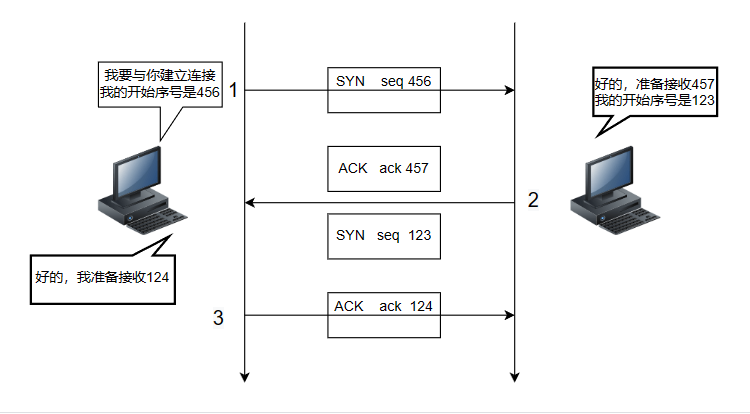 我要与你建立连接
我的开始序号是456
1
SYN seq 456
好的，准备接收457
我的开始序号是123
ACK ack 457
2
SYN seq 123
好的，我准备接收124
3
ACK ack 124